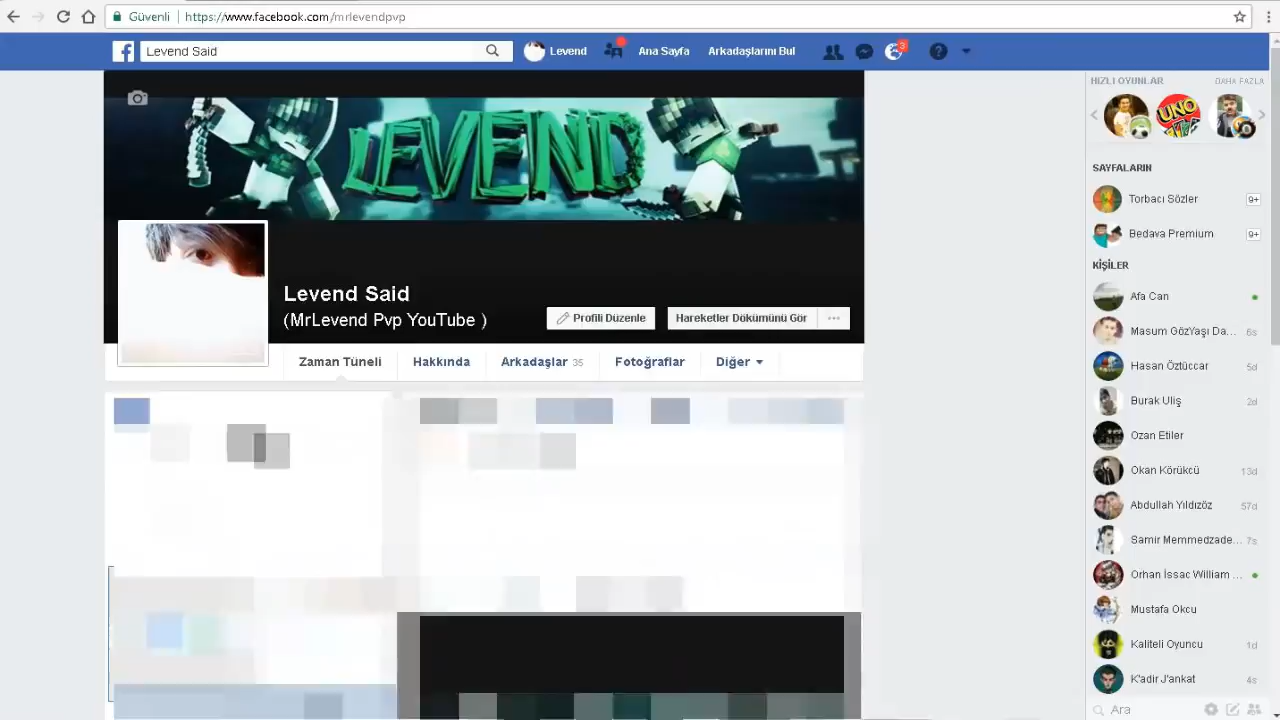 Güvenli https://www.facebook.com/mrlevendpvp
Levend Said
Levend Ana Sayfa Arkadaşlarını Bul 3
LEVEND
Levend Said
(MrLevend Pvp YouTube )
Profili Düzenle Hareketler Dökümünü Gör
Zaman Tüneli Hakkında Arkadaşlar 35 Fotoğraflar Diğer
HIZLI OYUNLAR DAHA FAZLA
UNO
SAYFALARIN
Torbacı Sözler 9+
Bedava Premium 9+
KİŞİLER
Afa Can
Masum GözYaşı Da... 6s
Hasan Öztüccar 5d
Burak Uliş 2d
Ozan Etiler
Okan Körükcü 13d
Abdullah Yıldızöz 57d
Samir Memmedzade... 7s
Orhan İssac William ...
Mustafa Okcu
Kaliteli Oyuncu 1d
K'adir J'ankat 4s
Ara